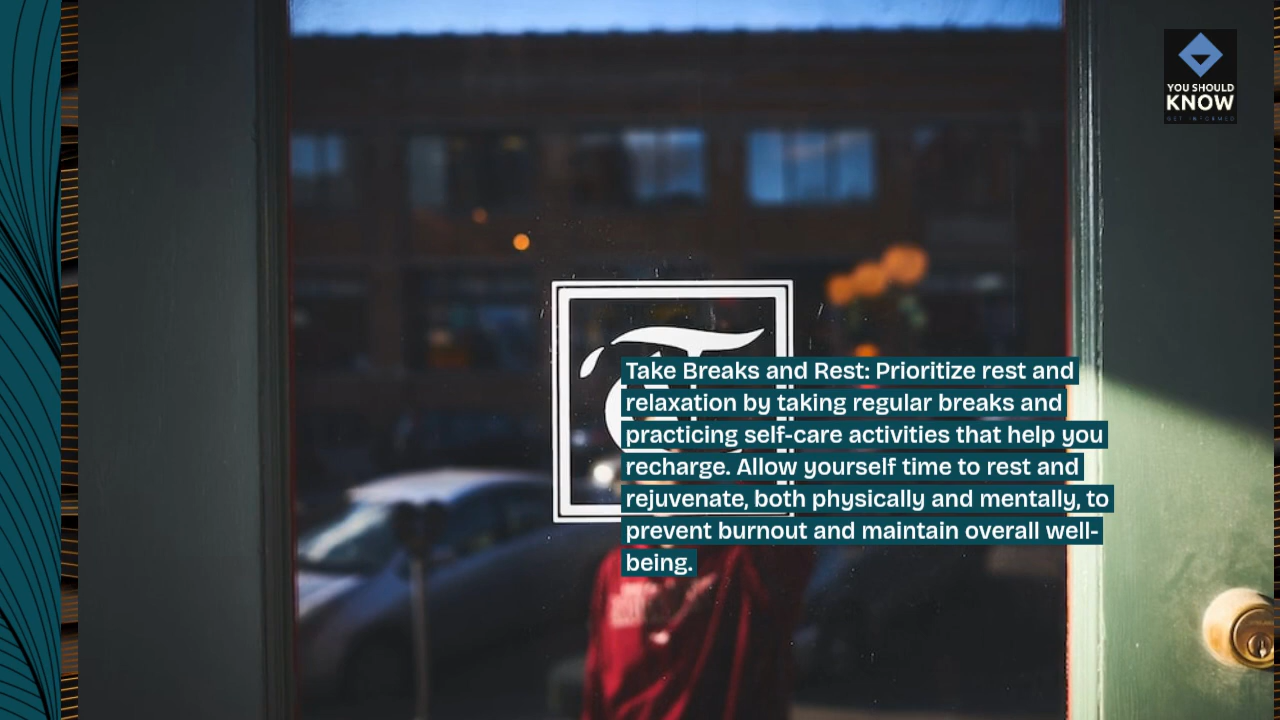 YOU SHOULD
KNOW
GET INFORMED
T
Take Breaks and Rest: Prioritize rest and
relaxation by taking regular breaks and
practicing self-care activities that help you
recharge. Allow yourself time to rest and
rejuvenate, both physically and mentally, to
prevent burnout and maintain overall well-
being.